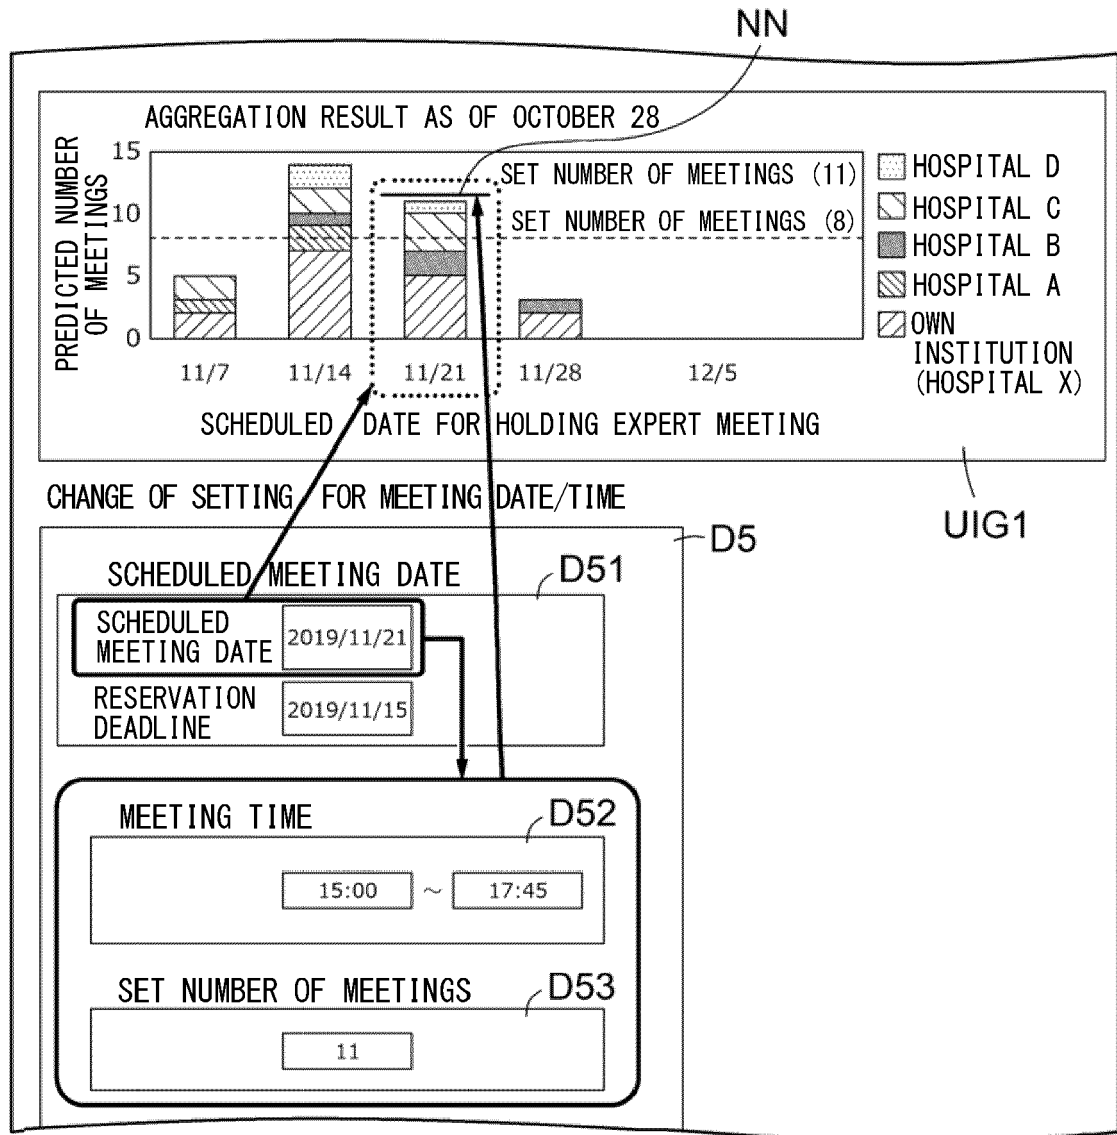 NN
AGGREGATION RESULT AS OF OCTOBER 28
PREDICTED NUMBER
OF MEETINGS
15
10
5
0
SET NUMBER OF MEETINGS (11)
SET NUMBER OF MEETINGS (8)
HOSPITAL D
HOSPITAL C
HOSPITAL B
HOSPITAL A
OWN
INSTITUTION
(HOSPITAL X)
11/7 11/14 11/21 11/28 12/5
SCHEDULED DATE FOR HOLDING EXPERT MEETING
UIG1
CHANGE OF SETTING FOR MEETING DATE/TIME
D5
SCHEDULED MEETING DATE
D51
SCHEDULED
MEETING DATE
2019/11/21
RESERVATION
DEADLINE
2019/11/15
MEETING TIME
D52
15:00 ~ 17:45
SET NUMBER OF MEETINGS
D53
11